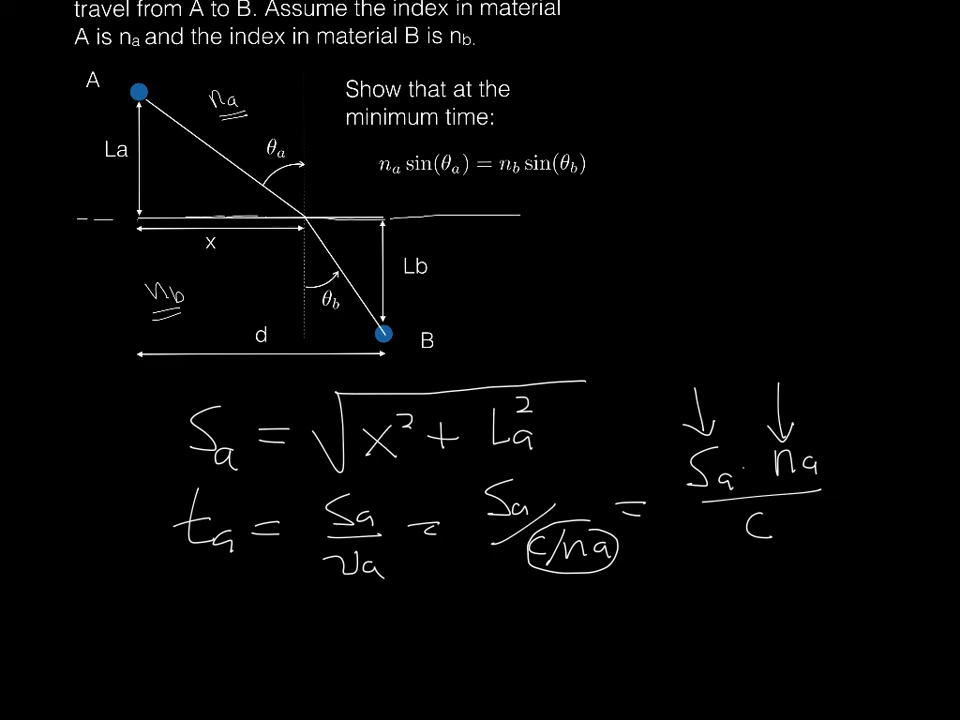 travel from A to B. Assume the index in material
A is nₐ and the index in material B is n_b.
A
nₐ
Show that at the
minimum time:
La
θₐ
nₐ sin(θₐ) = n_b sin(θ_b)
x
Lb
n_b
θ_b
d
B
Sₐ = √(x² + Lₐ²)
tₐ = Sₐ/vₐ = Sₐ/(c/nₐ) = Sₐ · nₐ/c